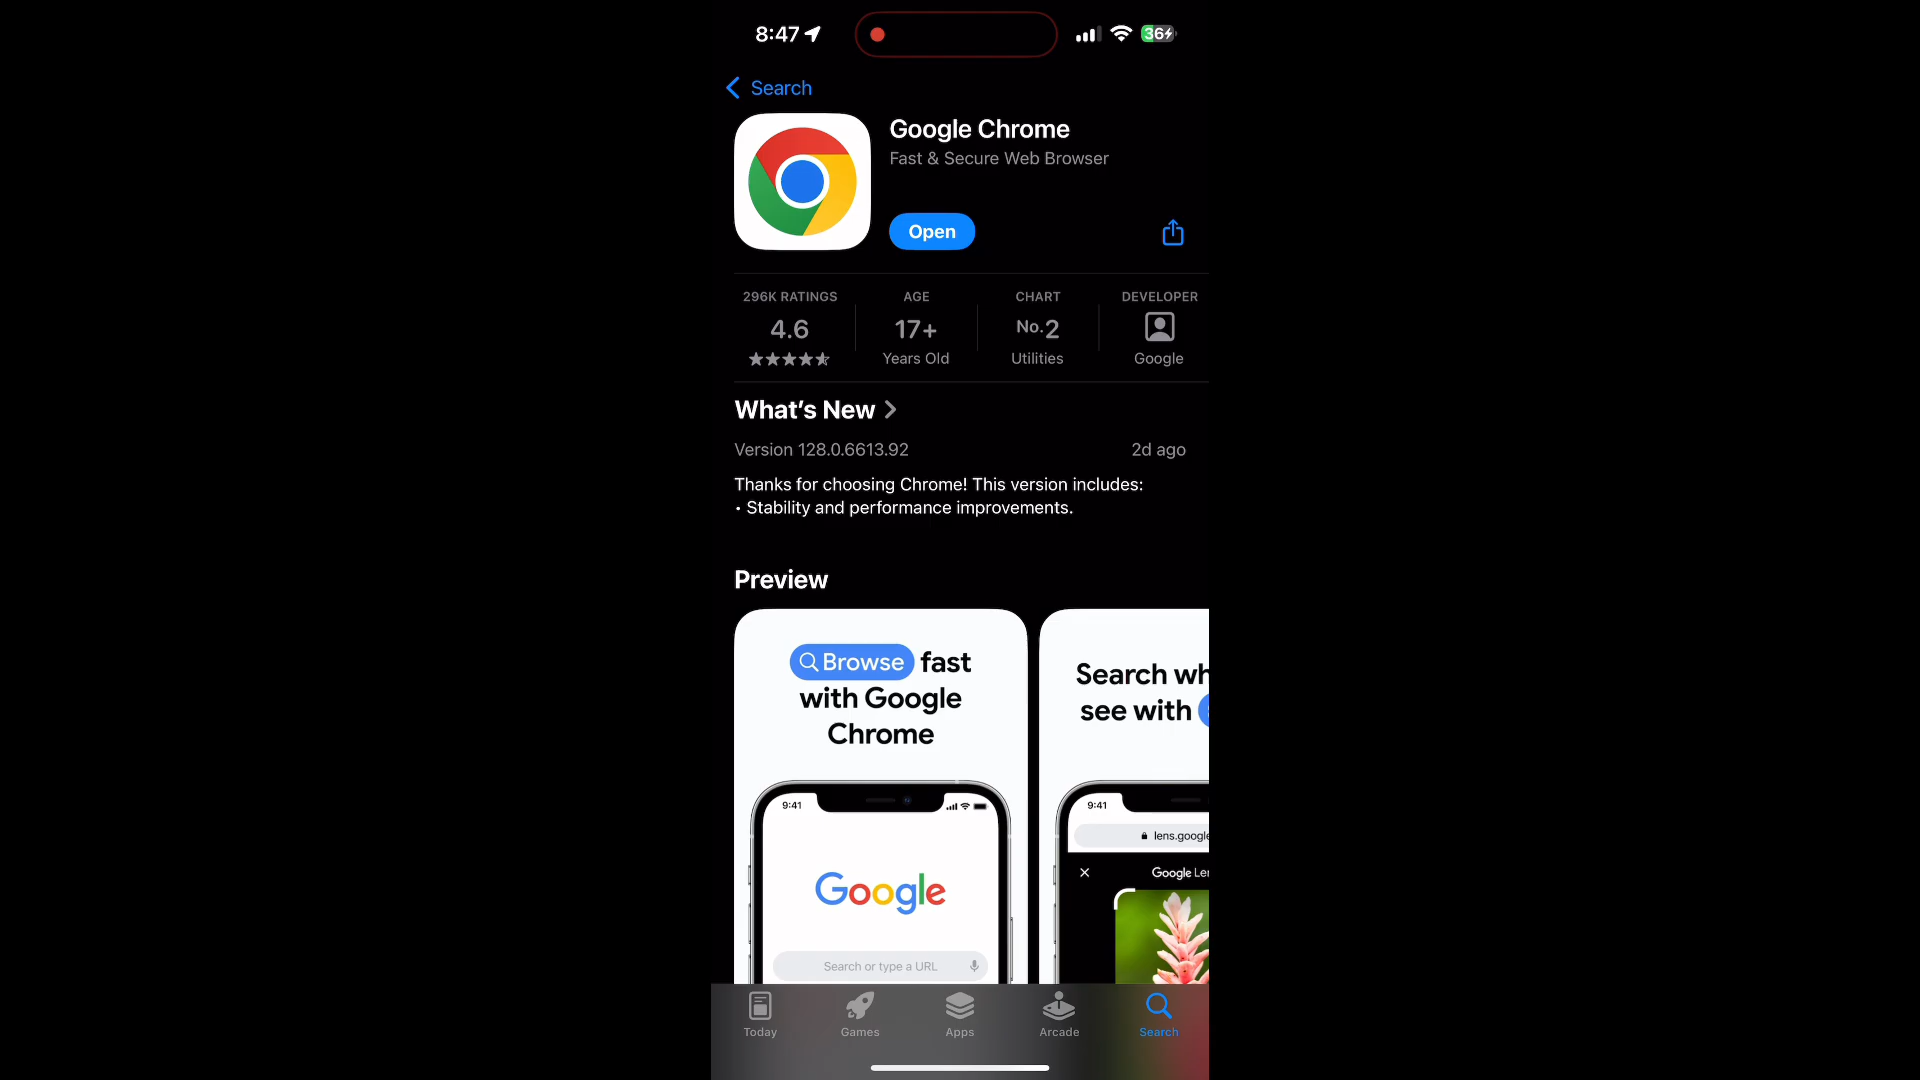 8:47
36
Search
Google Chrome
Fast & Secure Web Browser
Open
296K RATINGS
4.6
AGE
17+
Years Old
CHART
No.2
Utilities
DEVELOPER
Google
What's New
Version 128.0.6613.92
2d ago
Thanks for choosing Chrome! This version includes:
• Stability and performance improvements.
Preview
Browse fast
with Google
Chrome
9:41
Google
Search or type a URL
Search wh
see with
9:41
lens.google
Google Len
Today
Games
Apps
Arcade
Search